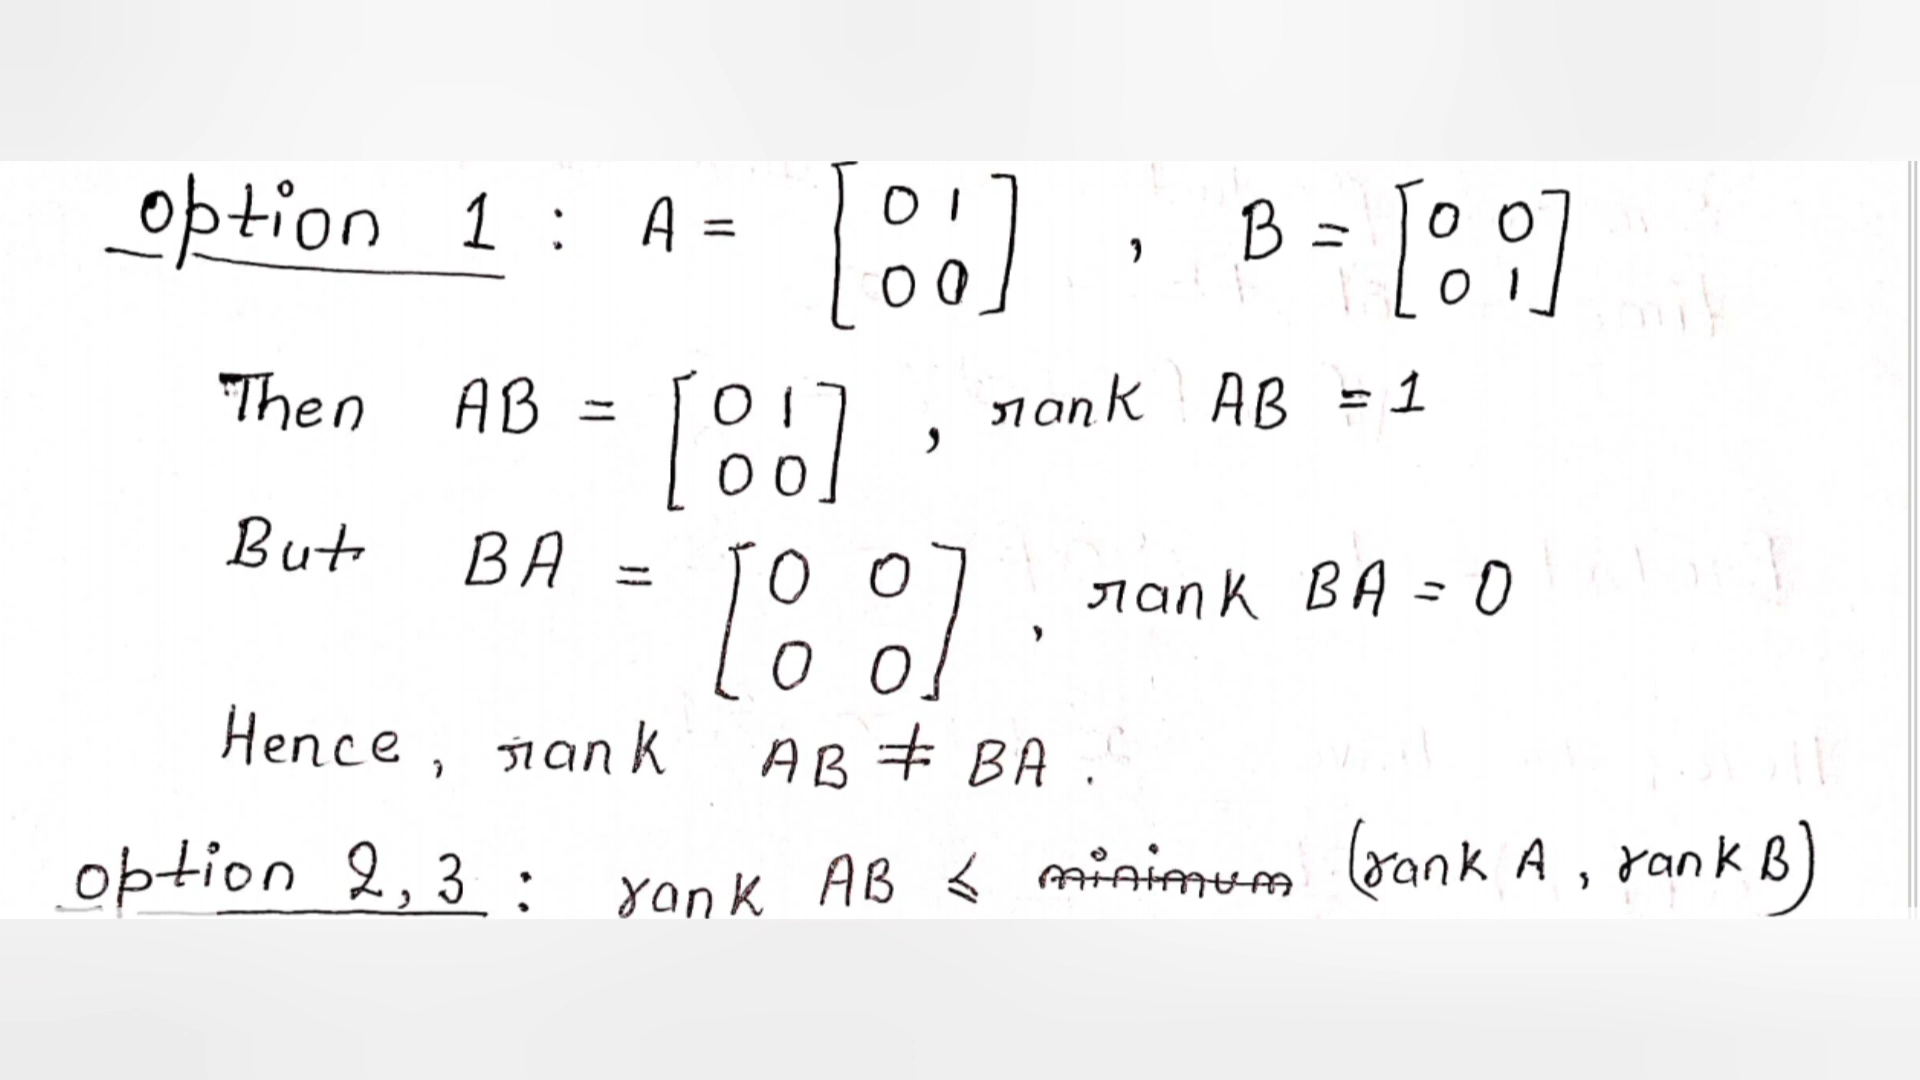 option 1 : A = [0 1 , B = [0 0
0 0] 0 1]
Then AB = [0 1 , rank AB = 1
0 0]
But BA = [0 0 , rank BA = 0
0 0]
Hence, rank AB ≠ BA .
option 2,3 : rank AB ≤ minimum (rank A , rank B)